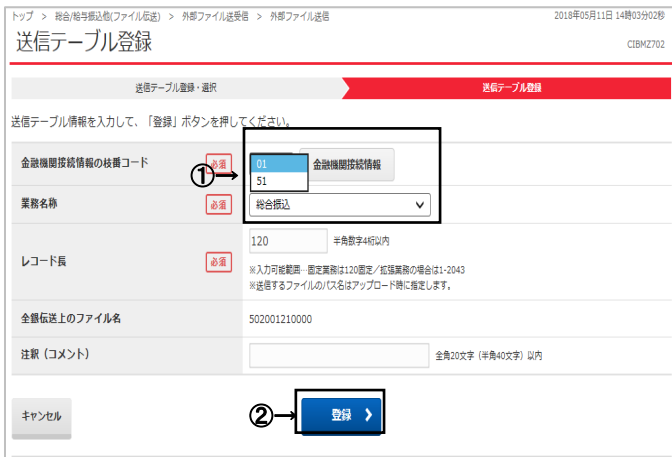 トップ > 総合/給与振込他(ファイル伝送) > 外部ファイル送受信 > 外部ファイル送信
2018年05月11日 14時03分02秒
送信テーブル登録
CIBMZ702
送信テーブル登録・選択
送信テーブル登録
送信テーブル情報を入力して、「登録」ボタンを押してください。
金融機関接続情報の枝番コード
必須
①→
01
51
金融機関接続情報
業務名称
必須
総合振込
レコード長
必須
120
半角数字4桁以内
※入力可能範囲…固定業務は120固定／拡張業務の場合は1-2043
※送信するファイルのパス名はアップロード時に指定します。
全銀伝送上のファイル名
502001210000
注釈（コメント）
全角20文字（半角40文字）以内
キャンセル
②→
登録